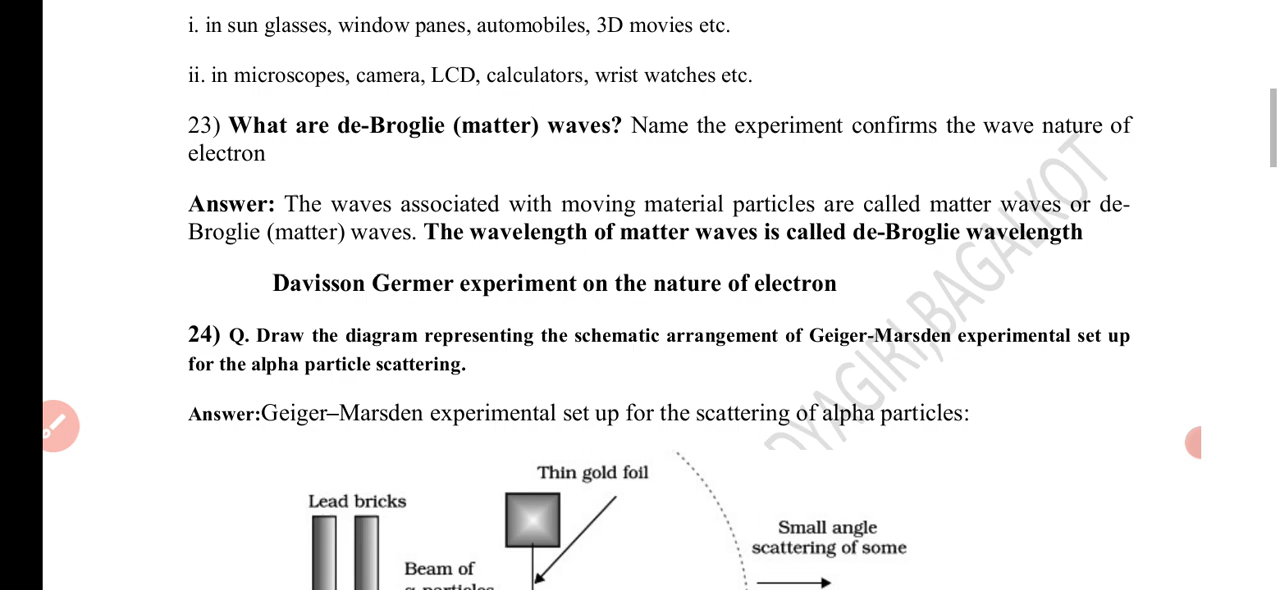 i. in sun glasses, window panes, automobiles, 3D movies etc.
ii. in microscopes, camera, LCD, calculators, wrist watches etc.
23) What are de-Broglie (matter) waves? Name the experiment confirms the wave nature of
electron
Answer: The waves associated with moving material particles are called matter waves or de-
Broglie (matter) waves. The wavelength of matter waves is called de-Broglie wavelength
Davisson Germer experiment on the nature of electron
24) Q. Draw the diagram representing the schematic arrangement of Geiger-Marsden experimental set up
for the alpha particle scattering.
Answer:Geiger–Marsden experimental set up for the scattering of alpha particles:
Thin gold foil
Lead bricks
Small angle
scattering of some
Beam of
α-particles
DYAGIRI,BAGALKOT